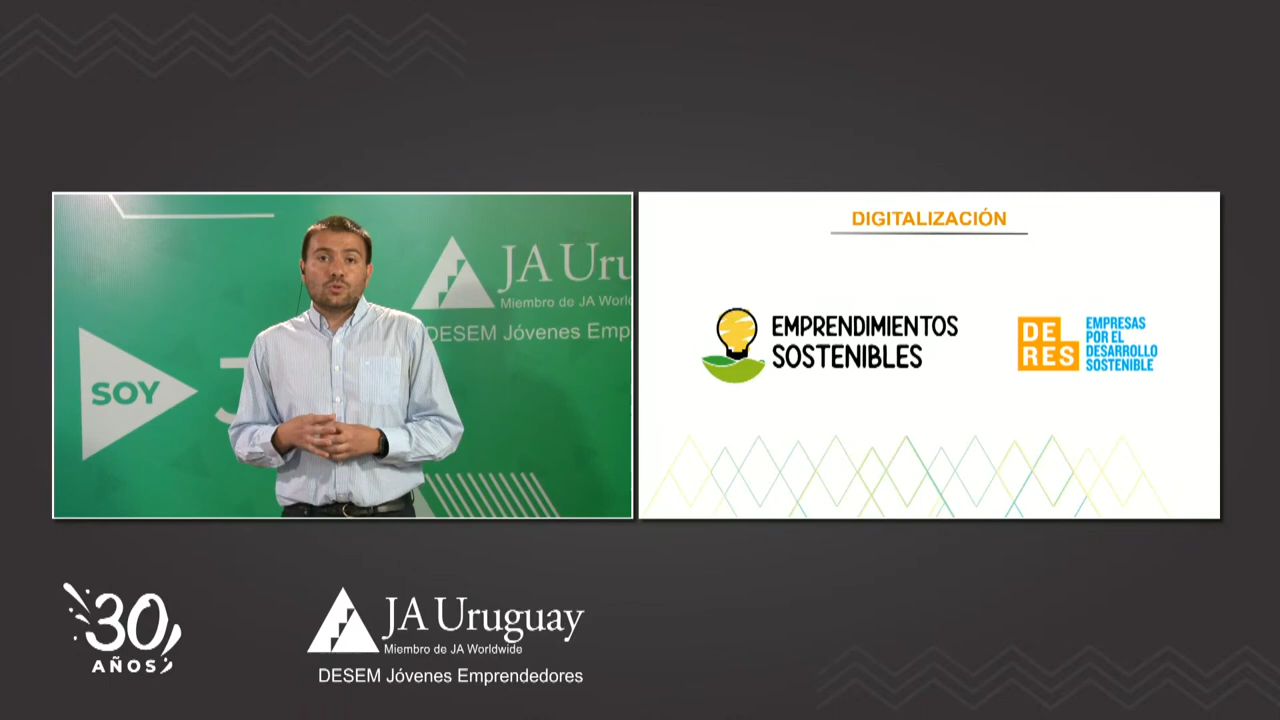 JA Uru
Miembro de JA Worl
DESEM Jóvenes Emp
SOY
J
DIGITALIZACIÓN
EMPRENDIMIENTOS
SOSTENIBLES
DE
RES
EMPRESAS
POR EL
DESARROLLO
SOSTENIBLE
30
AÑOS
JA Uruguay
Miembro de JA Worldwide
DESEM Jóvenes Emprendedores